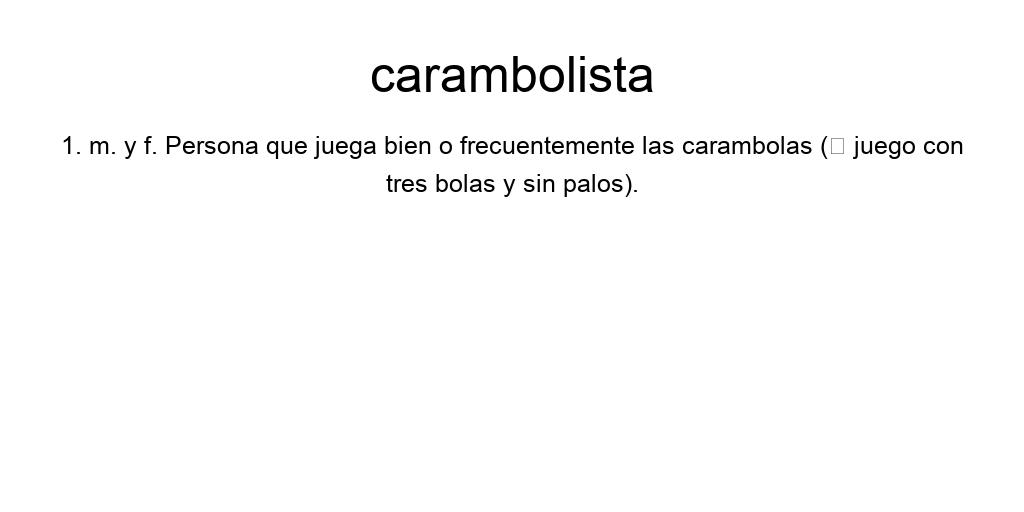 carambolista
1. m. y f. Persona que juega bien o frecuentemente las carambolas (□ juego con
tres bolas y sin palos).